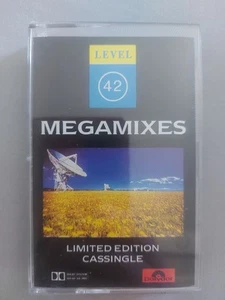 LEVEL
42
MEGAMIXES
LIMITED EDITION
CASSINGLE